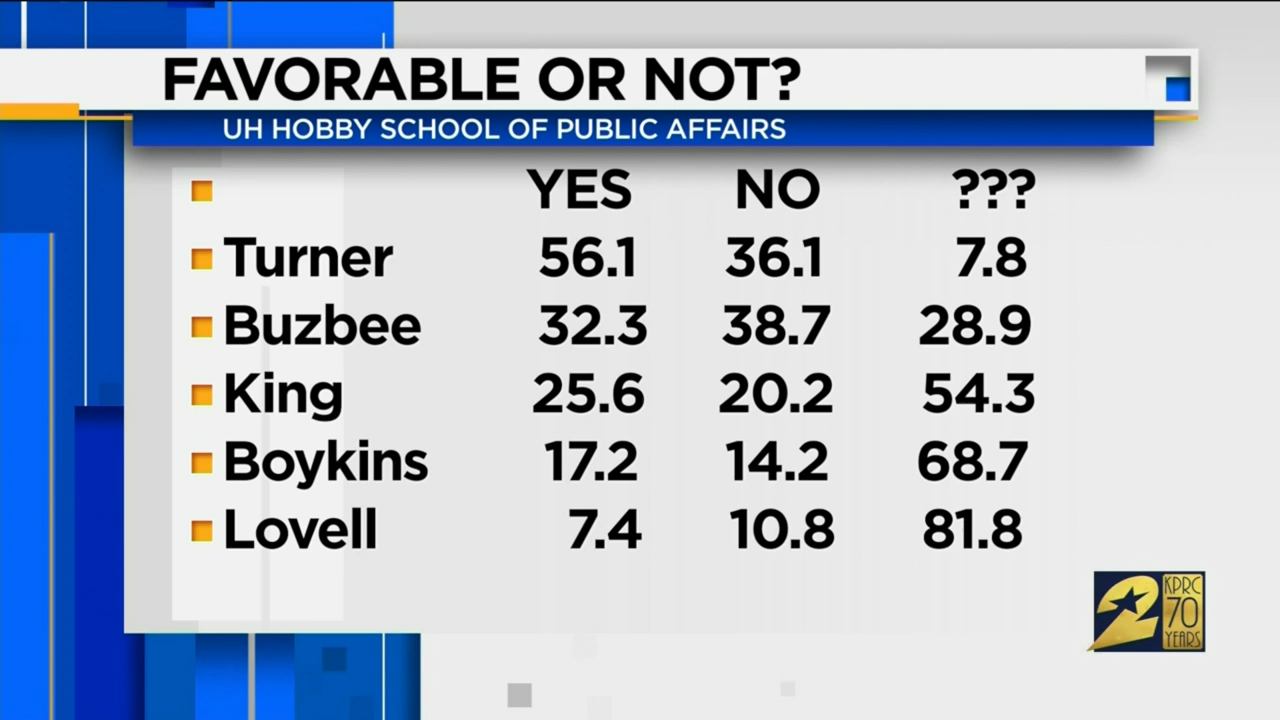 FAVORABLE OR NOT?
UH HOBBY SCHOOL OF PUBLIC AFFAIRS
YES NO ???
Turner 56.1 36.1 7.8
Buzbee 32.3 38.7 28.9
King 25.6 20.2 54.3
Boykins 17.2 14.2 68.7
Lovell 7.4 10.8 81.8
2 KPRC
70
YEARS